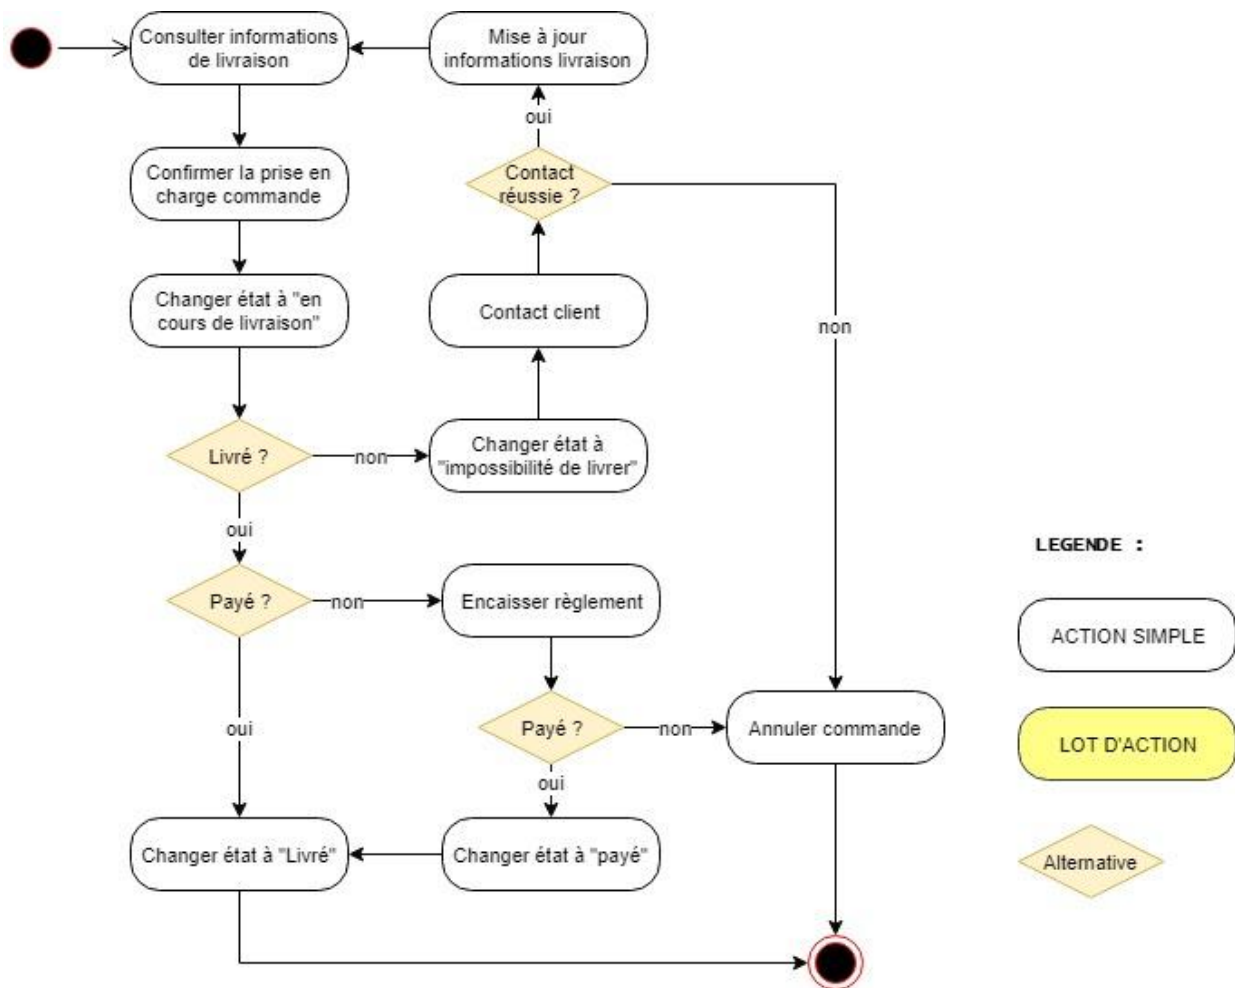 Consulter informations
de livraison
Mise à jour
informations livraison
oui
Confirmer la prise en
charge commande
Contact
réussie ?
Changer état à "en
cours de livraison"
Contact client
non
Livré ?
non
Changer état à
"impossibilité de livrer"
oui
LEGENDE :
Payé ?
non
Encaisser règlement
ACTION SIMPLE
oui
Payé ?
non
Annuler commande
LOT D'ACTION
oui
Changer état à "Livré"
Changer état à "payé"
Alternative